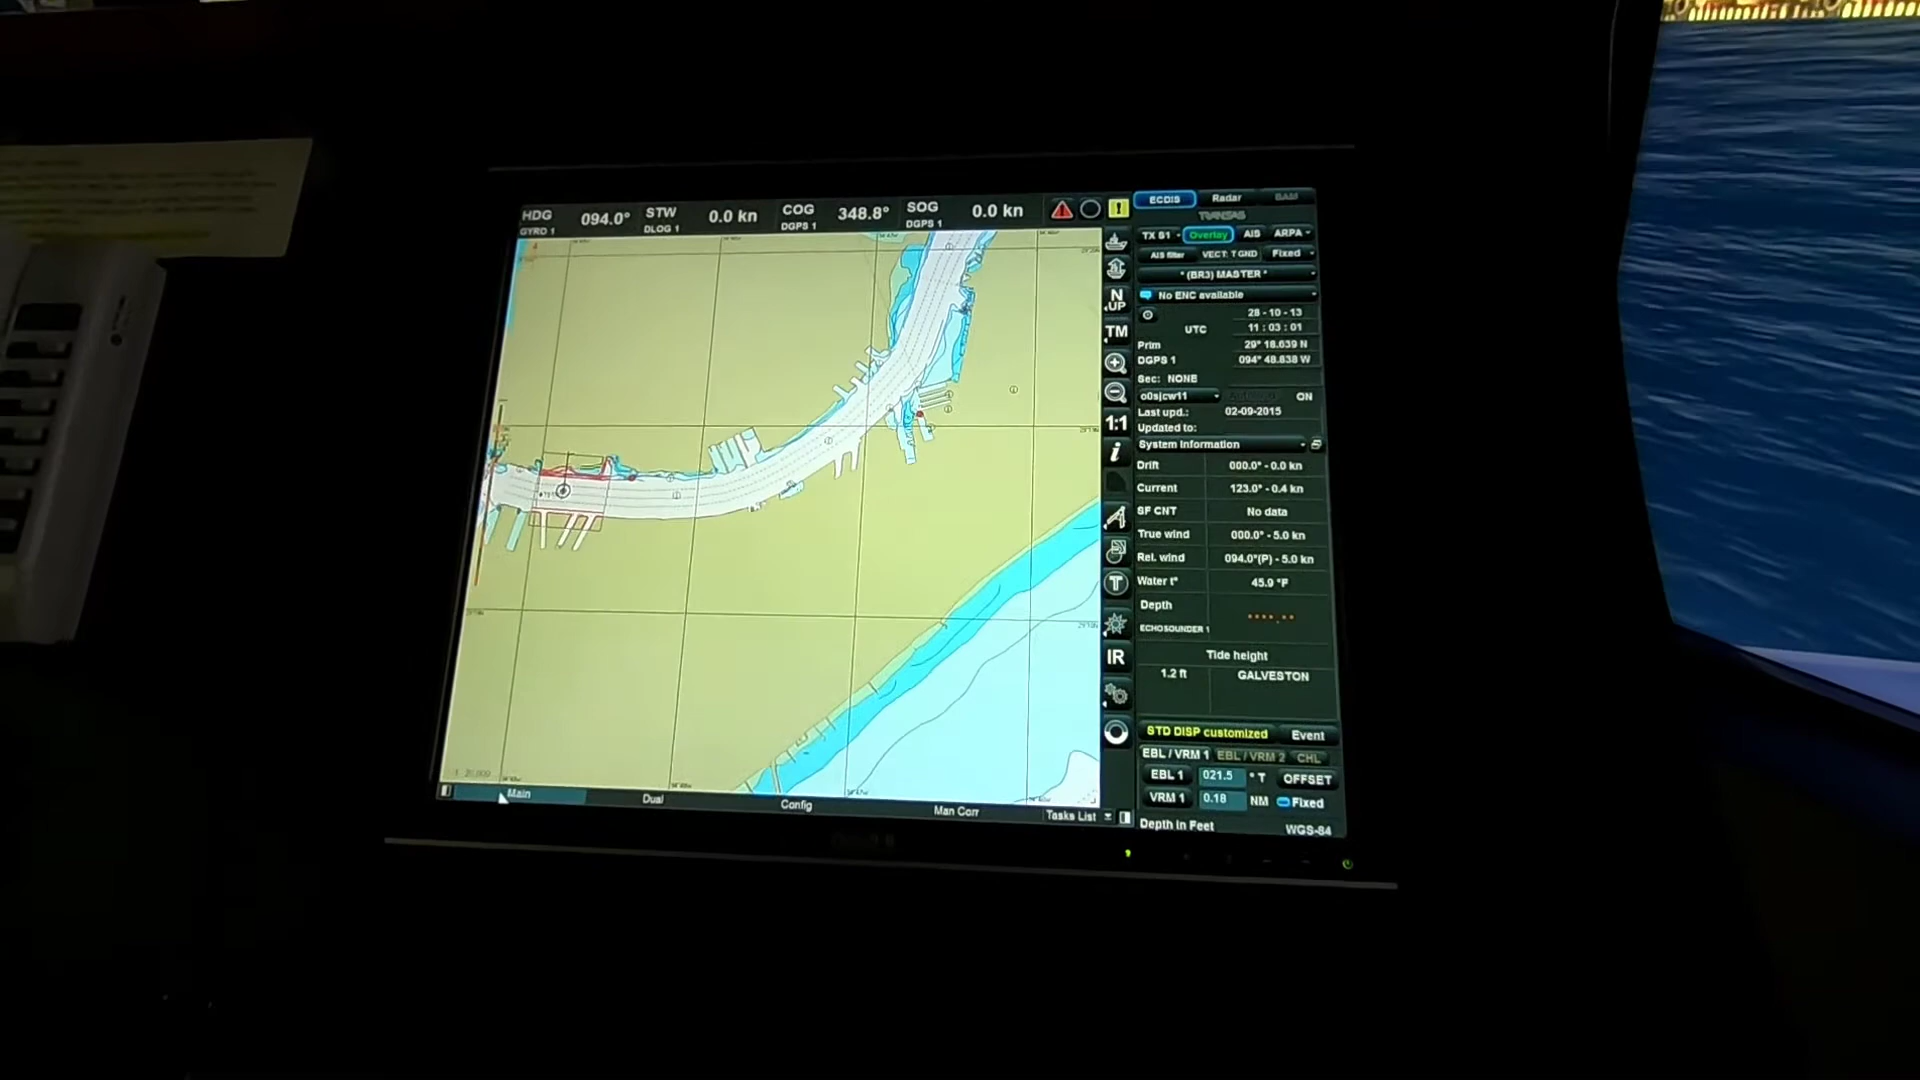 HDG 094.0° STW 0.0 kn COG 348.8° SOG 0.0 kn
GYRO 1 DLOG 1 DGPS 1 DGPS 1
ECDIS Radar BAM
TRANSAS
TX S1 Overlay AIS ARPA
AIS filter VECT: T GND Fixed
* (BR3) MASTER *
No ENC available
28 - 10 - 13
UTC 11 : 03 : 01
Prim 29° 18.639 N
DGPS 1 094° 48.838 W
Sec: NONE
o0sjcw11 ON
Last upd.: 02-09-2015
Updated to:
System Information
Drift 000.0° - 0.0 kn
Current 123.0° - 0.4 kn
SF CNT No data
True wind 000.0° - 5.0 kn
Rel. wind 094.0°(P) - 5.0 kn
Water t° 45.9 °F
Depth
ECHOSOUNDER 1
Tide height
1.2 ft GALVESTON
STD DISP customized Event
EBL / VRM 1 EBL / VRM 2 CHL
EBL 1 021.5 ° T OFFSET
VRM 1 0.18 NM Fixed
Depth in Feet WGS-84
N
UP
TM
1:1
i
T
IR
1 : 20,000
Main Dual Config Man Corr Tasks List